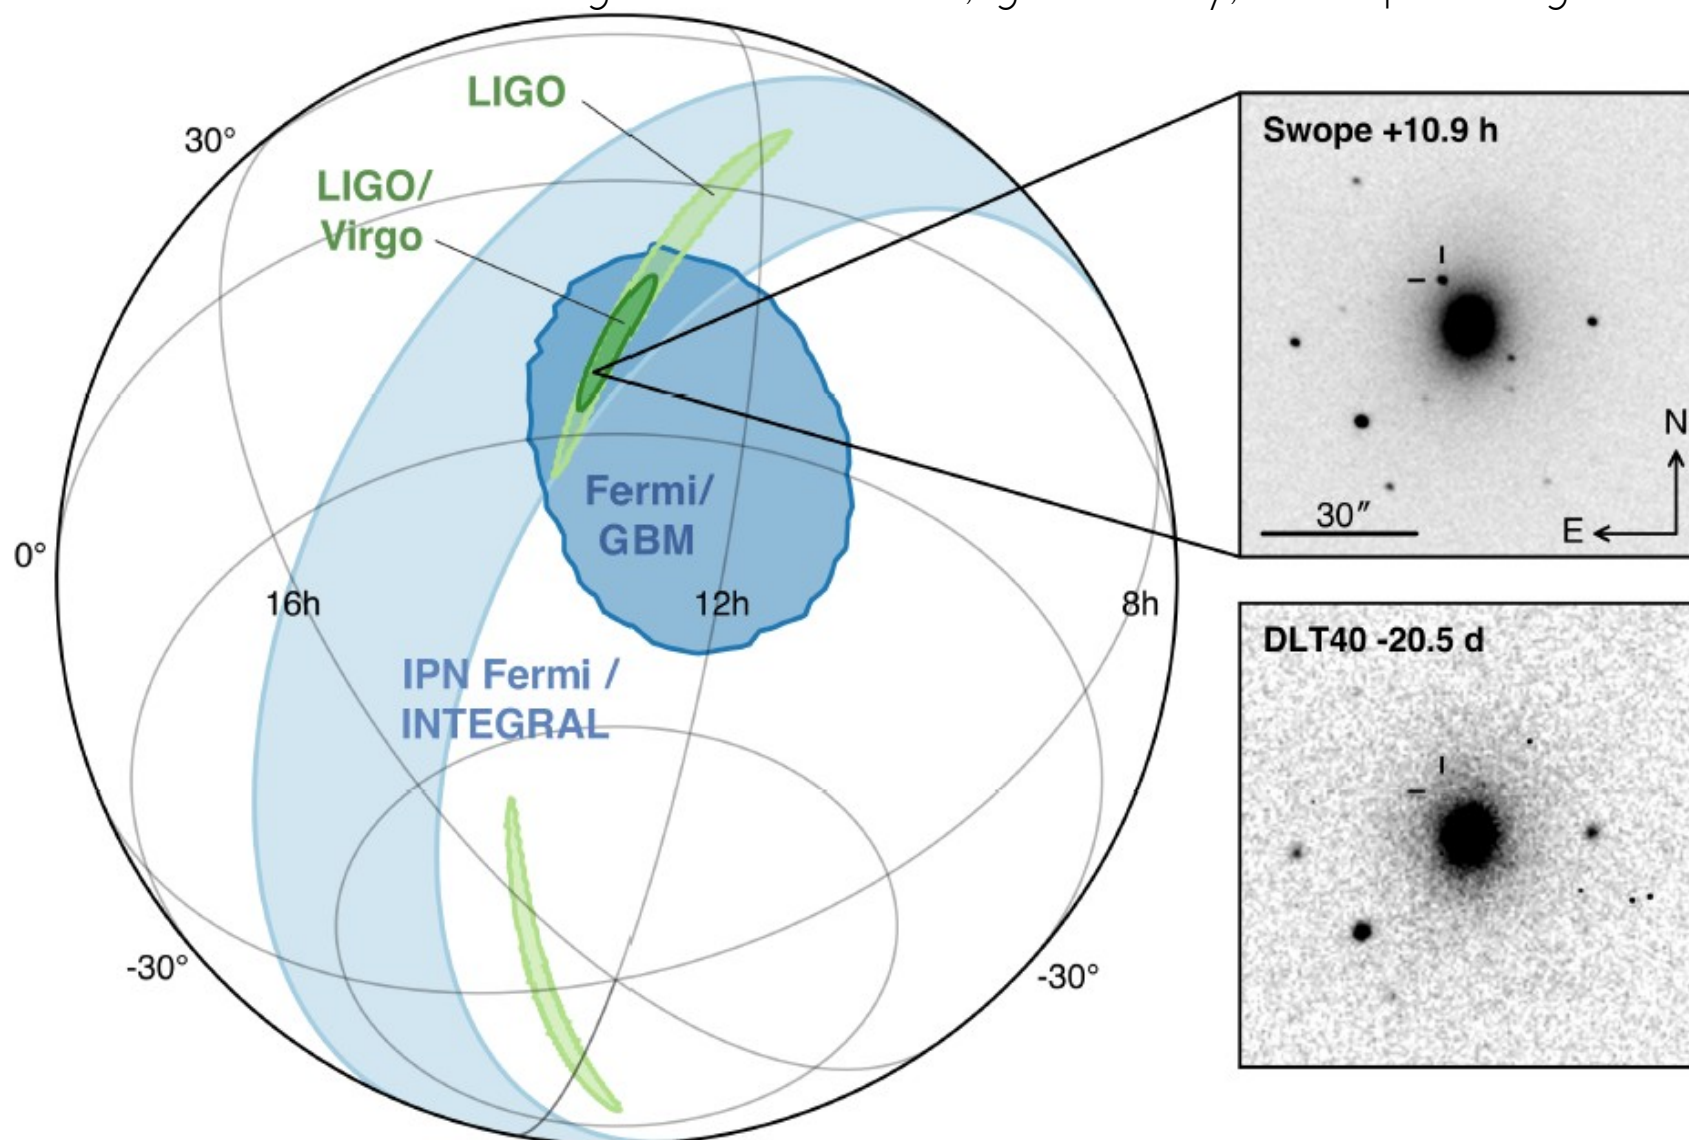 LIGO
30°
LIGO/
Virgo
Fermi/
GBM
0°
16h
12h
8h
IPN Fermi /
INTEGRAL
-30°
-30°
Swope +10.9 h
N
30″
E
DLT40 -20.5 d